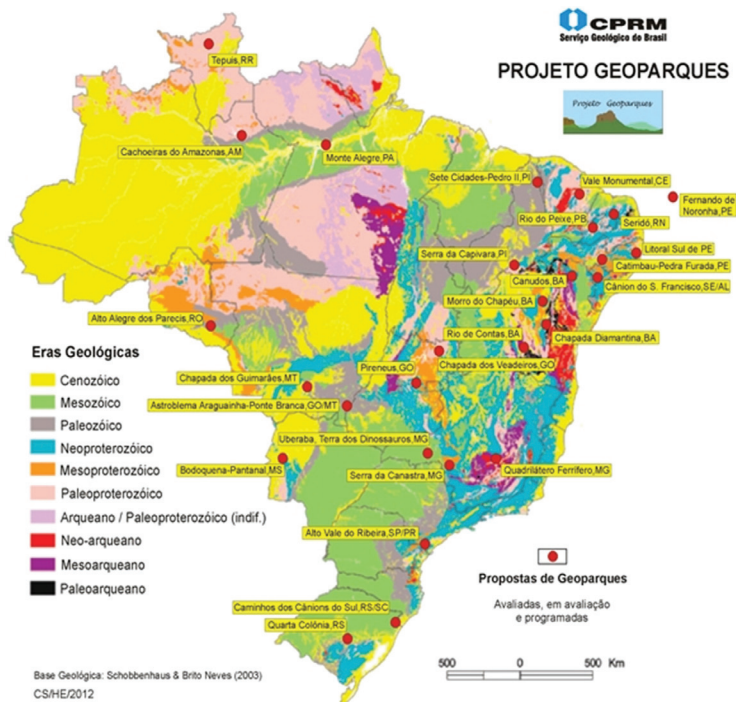 CPRM
Serviço Geológico do Brasil
PROJETO GEOPARQUES
Projeto Geoparques
Tepuis,RR
Cachoeiras do Amazonas,AM
Monte Alegre,PA
Sete Cidades-Pedro II,PI
Vale Monumental,CE
Fernando de
Noronha,PE
Rio do Peixe,PB
Seridó,RN
Litoral Sul de PE
Serra da Capivara,PI
Catimbau-Pedra Furada,PE
Canudos,BA
Cânion do S. Francisco,SE/AL
Morro do Chapéu,BA
Alto Alegre dos Parecis,RO
Rio de Contas,BA
Chapada Diamantina,BA
Pireneus,GO
Chapada dos Veadeiros,GO
Chapada dos Guimarães,MT
Astroblema Araguainha-Ponte Branca,GO/MT
Uberaba, Terra dos Dinossauros,MG
Bodoquena-Pantanal,MS
Serra da Canastra,MG
Quadrilátero Ferrífero,MG
Alto Vale do Ribeira,SP/PR
Caminhos dos Cânions do Sul,RS/SC
Quarta Colônia,RS
Eras Geológicas
Cenozóico
Mesozóico
Paleozóico
Neoproterozóico
Mesoproterozóico
Paleoproterozóico
Arqueano / Paleoproterozóico (indif.)
Neo-arqueano
Mesoarqueano
Paleoarqueano
Propostas de Geoparques
Avaliadas, em avaliação
e programadas
500 0 500 Km
Base Geológica: Schobbenhaus & Brito Neves (2003)
CS/HE/2012